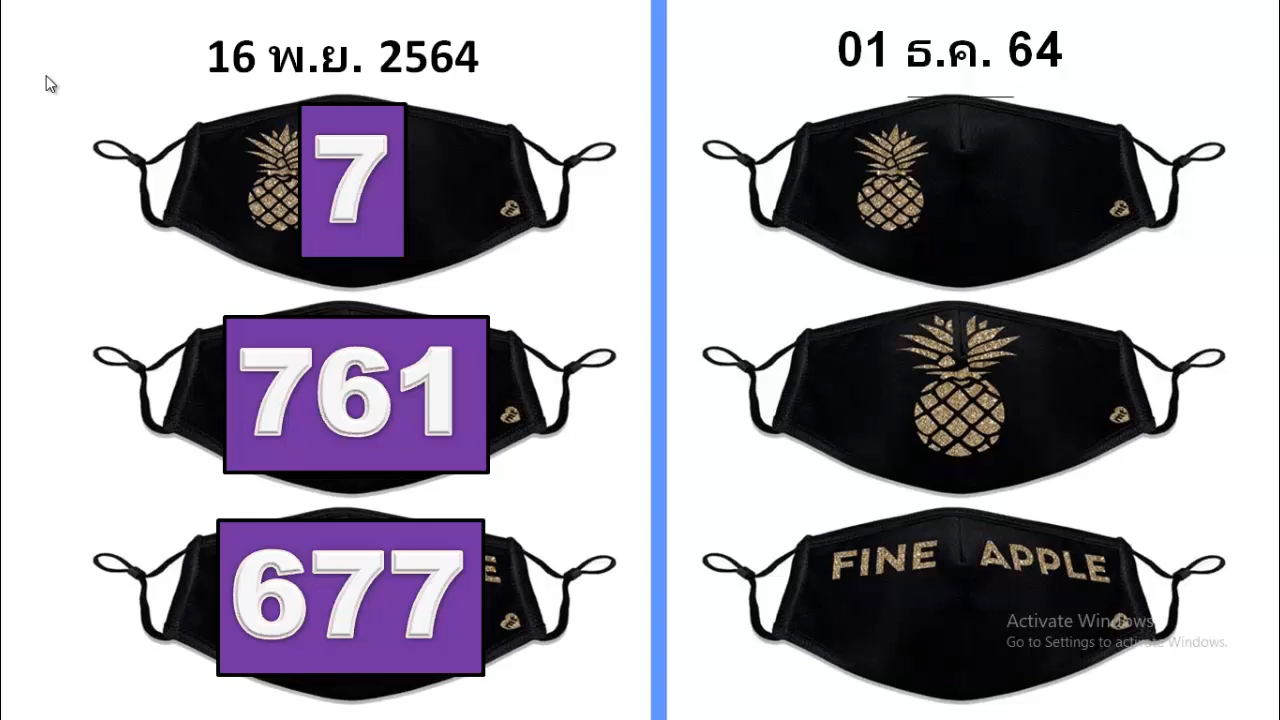 16 พ.ย. 2564
7
761
677
E
01 ธ.ค. 64
FINE APPLE
Activate Windows
Go to Settings to activate Windows.